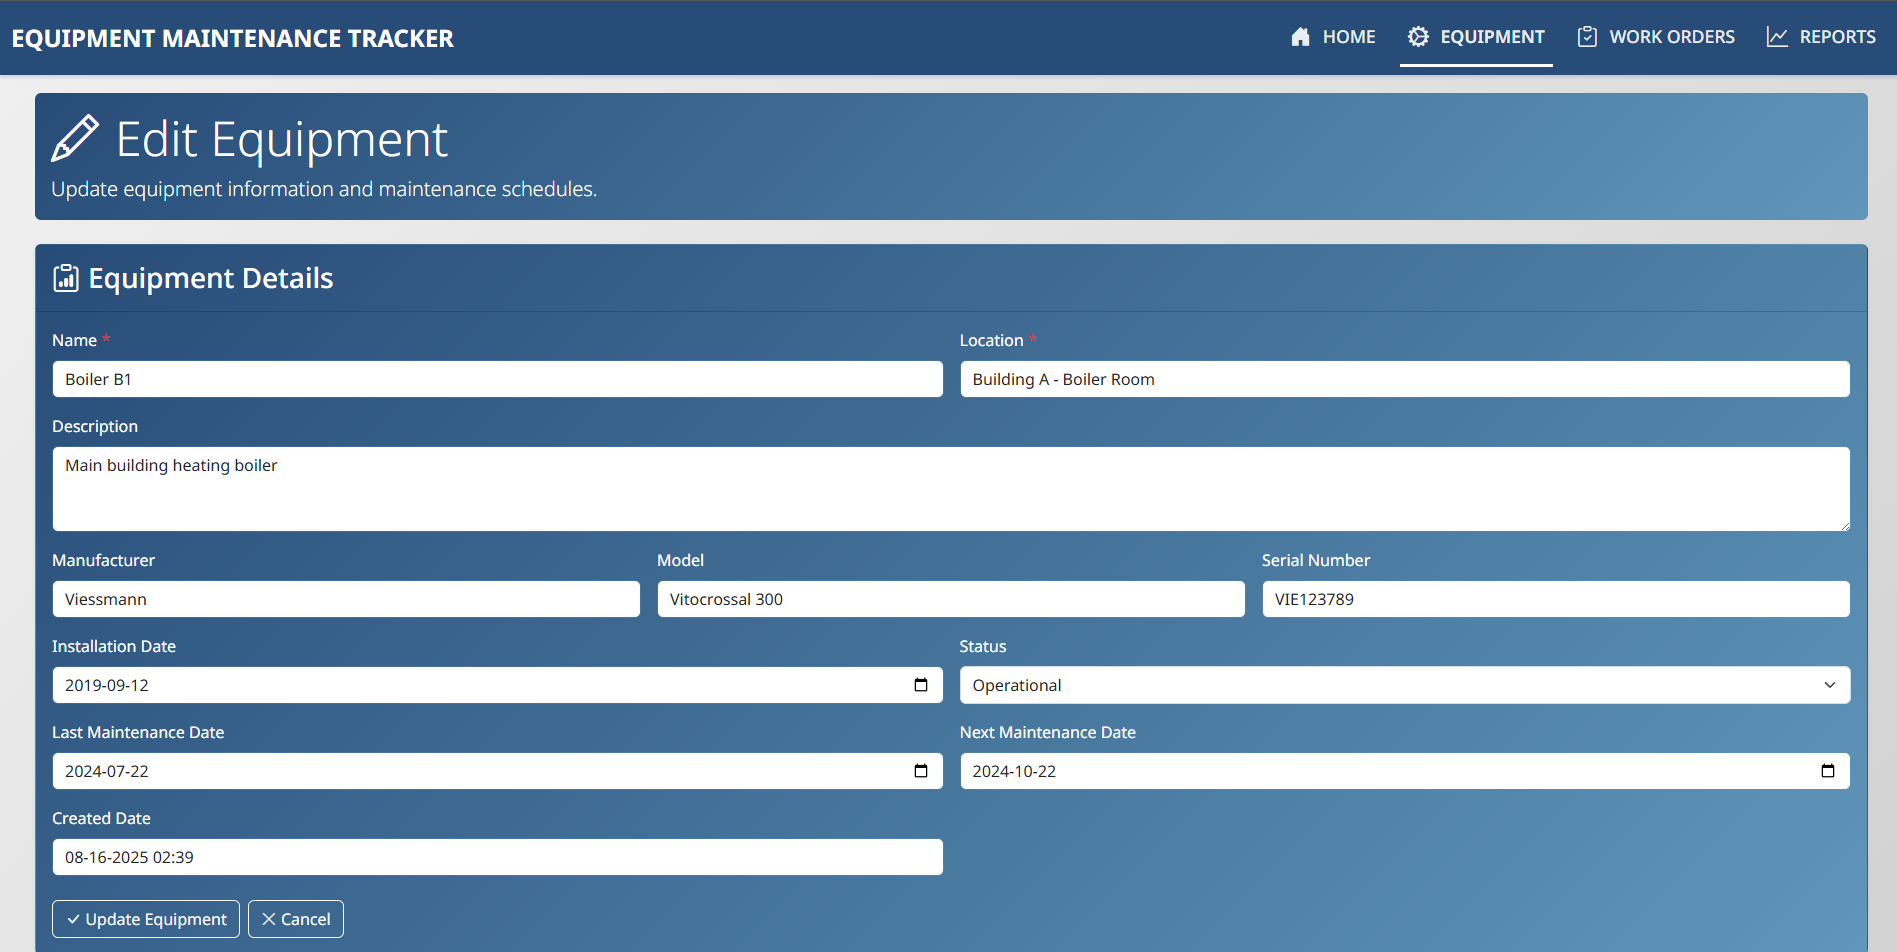 EQUIPMENT MAINTENANCE TRACKER
HOME
EQUIPMENT
WORK ORDERS
REPORTS
Edit Equipment
Update equipment information and maintenance schedules.
Equipment Details
Name *
Location *
Boiler B1
Building A - Boiler Room
Description
Main building heating boiler
Manufacturer
Model
Serial Number
Viessmann
Vitocrossal 300
VIE123789
Installation Date
Status
2019-09-12
Operational
Last Maintenance Date
Next Maintenance Date
2024-07-22
2024-10-22
Created Date
08-16-2025 02:39
Update Equipment
Cancel